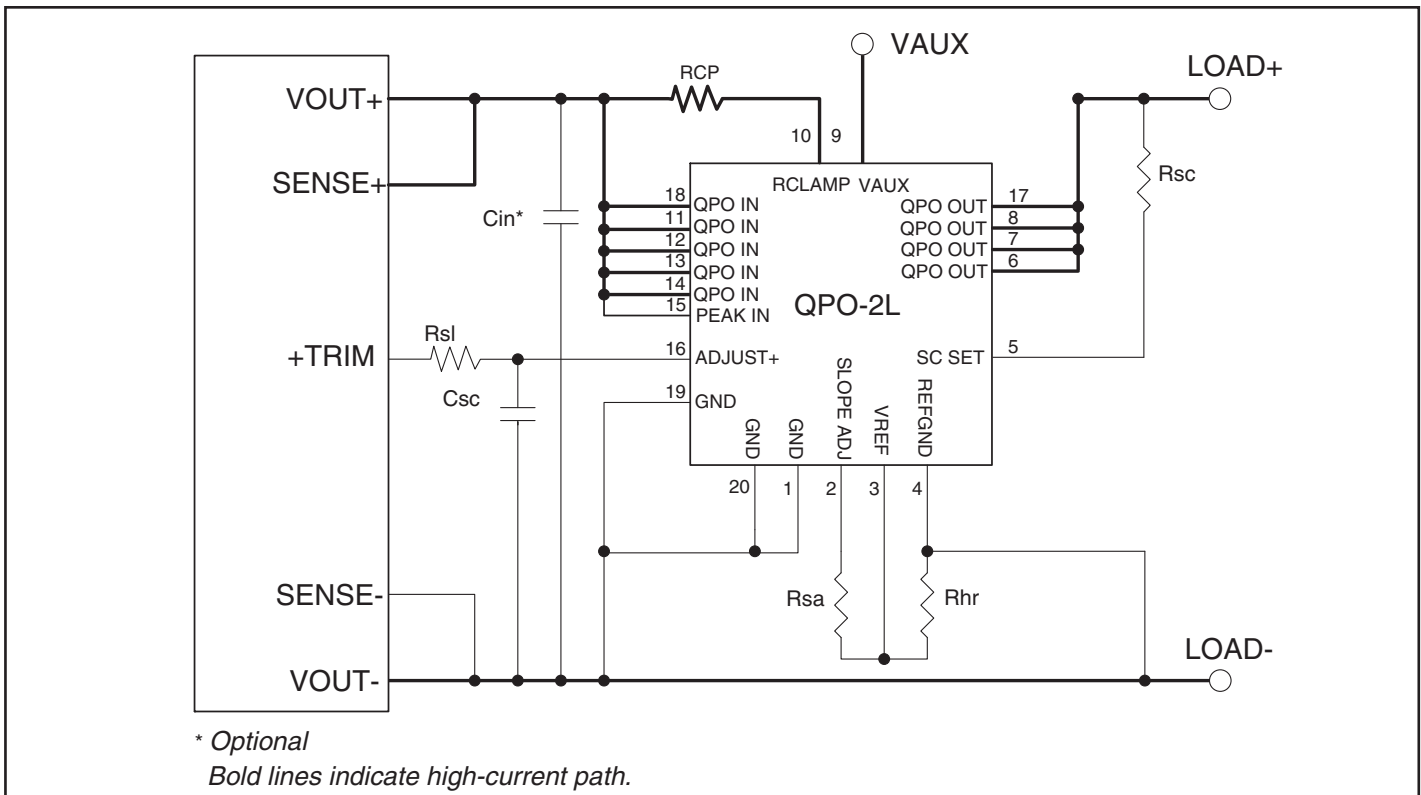 VAUX
LOAD+
RCP
VOUT+
10 9
SENSE+
RCLAMP VAUX
Rsc
18 QPO IN
QPO OUT 17
Cin*
11 QPO IN
QPO OUT 8
12 QPO IN
QPO OUT 7
13 QPO IN
QPO OUT 6
14 QPO IN
QPO-2L
15 PEAK IN
+TRIM
Rsl
16 ADJUST+
SC SET 5
Csc
19 GND
GND
GND
SLOPE ADJ
VREF
REFGND
20 1 2 3 4
SENSE-
Rsa
Rhr
VOUT-
LOAD-
* Optional
Bold lines indicate high-current path.